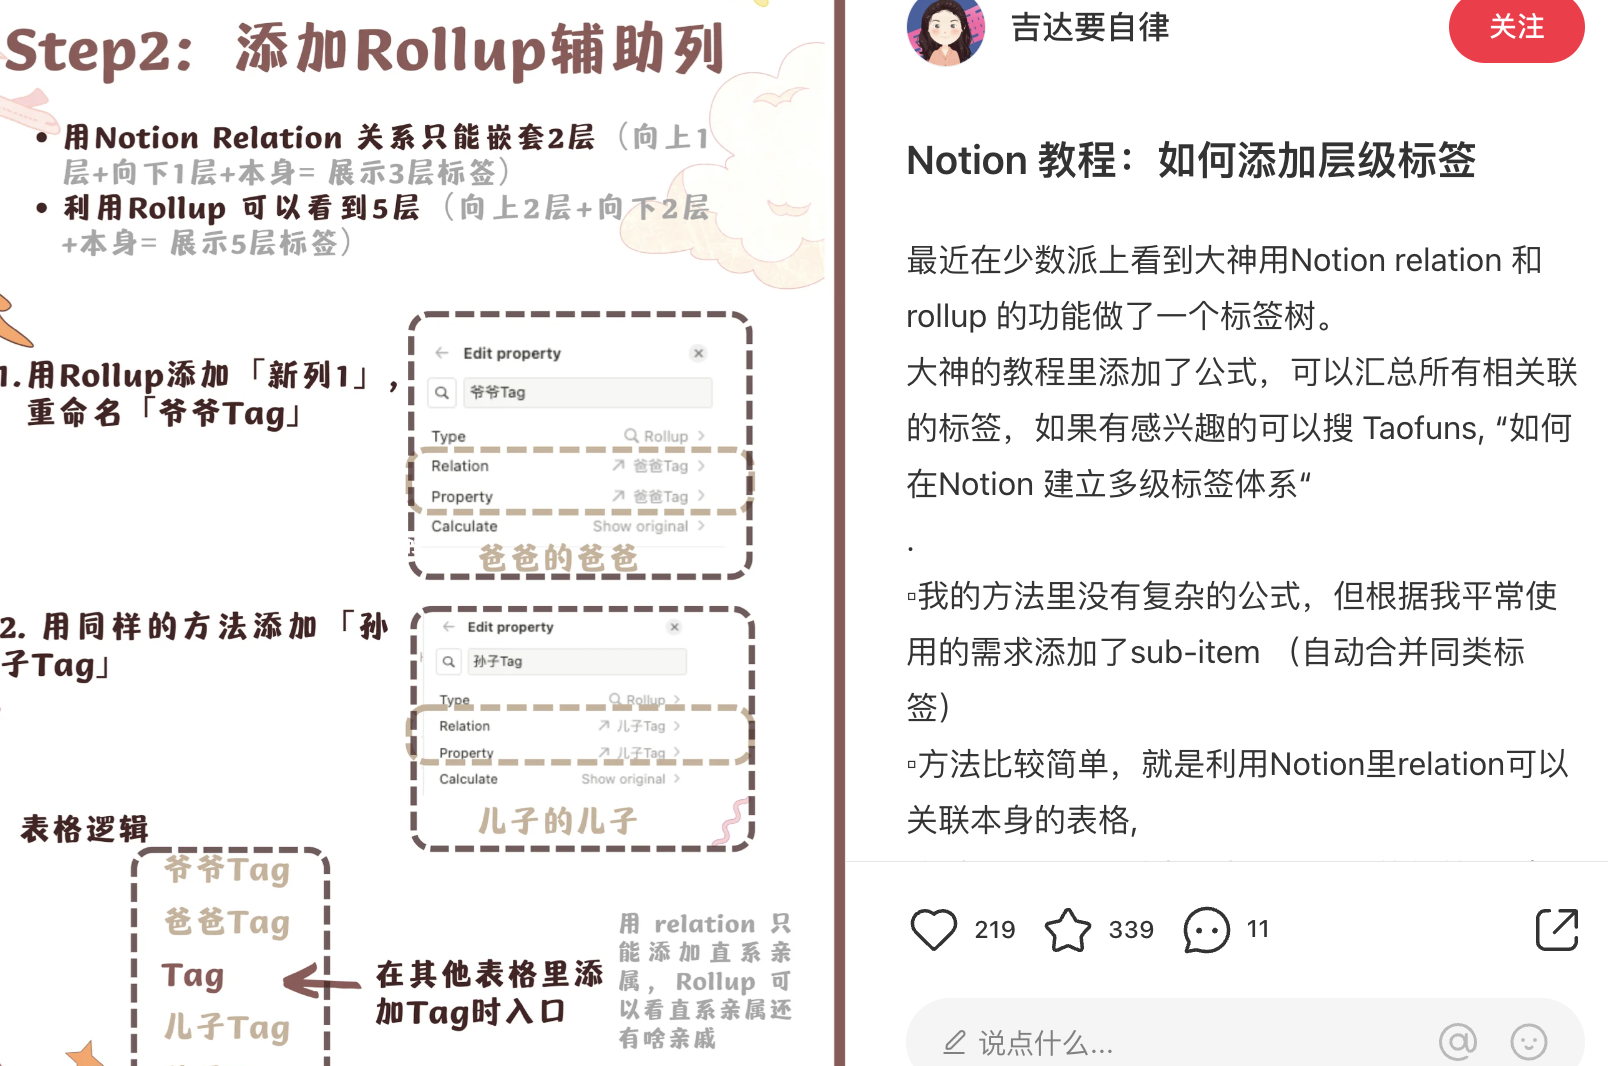 Step2：添加Rollup辅助列
• 用Notion Relation 关系只能嵌套2层（向上1
层+向下1层+本身= 展示3层标签）
• 利用Rollup 可以看到5层（向上2层+向下2层
+本身= 展示5层标签）
1.用Rollup添加「新列1」，
重命名「爷爷Tag」
← Edit property
爷爷Tag
Type Rollup
Relation ↗ 爸爸Tag
Property ↗ 爸爸Tag
Calculate Show original
爸爸的爸爸
2. 用同样的方法添加「孙
子Tag」
← Edit property
孙子Tag
Type Rollup
Relation ↗ 儿子Tag
Property ↗ 儿子Tag
Calculate Show original
儿子的儿子
表格逻辑
爷爷Tag
爸爸Tag
Tag
儿子Tag
在其他表格里添
加Tag时入口
用 relation 只
能添加直系亲
属，Rollup 可
以看直系亲属还
有啥亲戚
吉达要自律
关注
Notion 教程：如何添加层级标签
最近在少数派上看到大神用Notion relation 和
rollup 的功能做了一个标签树。
大神的教程里添加了公式，可以汇总所有相关联
的标签，如果有感兴趣的可以搜 Taofuns, “如何
在Notion 建立多级标签体系“
.
▫我的方法里没有复杂的公式，但根据我平常使
用的需求添加了sub-item （自动合并同类标
签）
▫方法比较简单，就是利用Notion里relation可以
关联本身的表格,
219
339
11
说点什么...